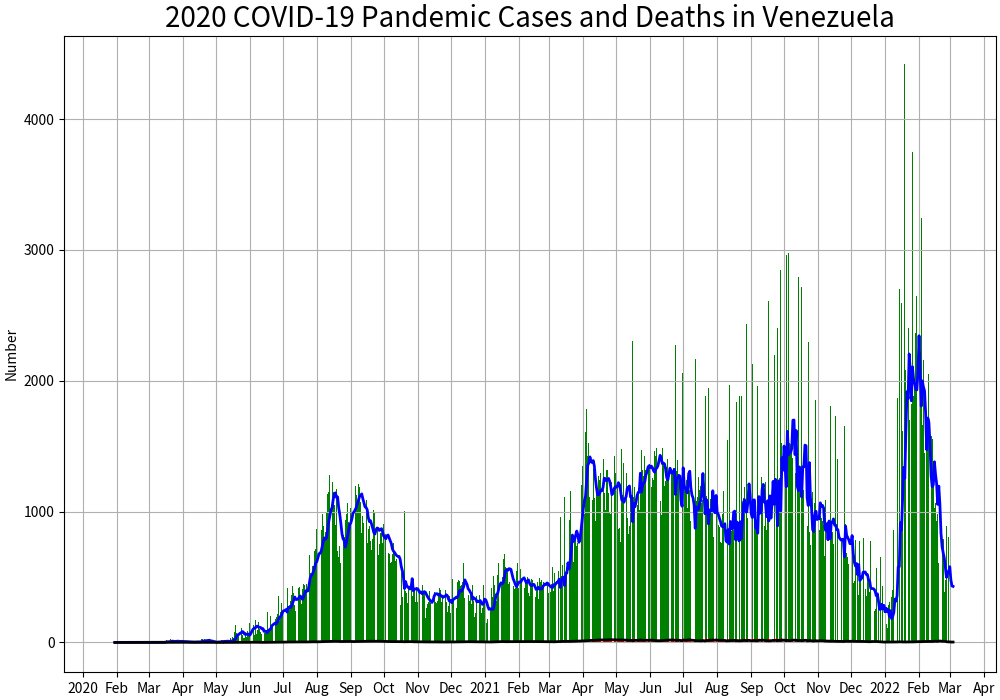 2020 COVID-19 Pandemic Cases and Deaths in Venezuela
Number
4000
3000
2000
1000
0
2020 Feb Mar Apr May Jun Jul Aug Sep Oct Nov Dec 2021 Feb Mar Apr May Jun Jul Aug Sep Oct Nov Dec 2022 Feb Mar Apr